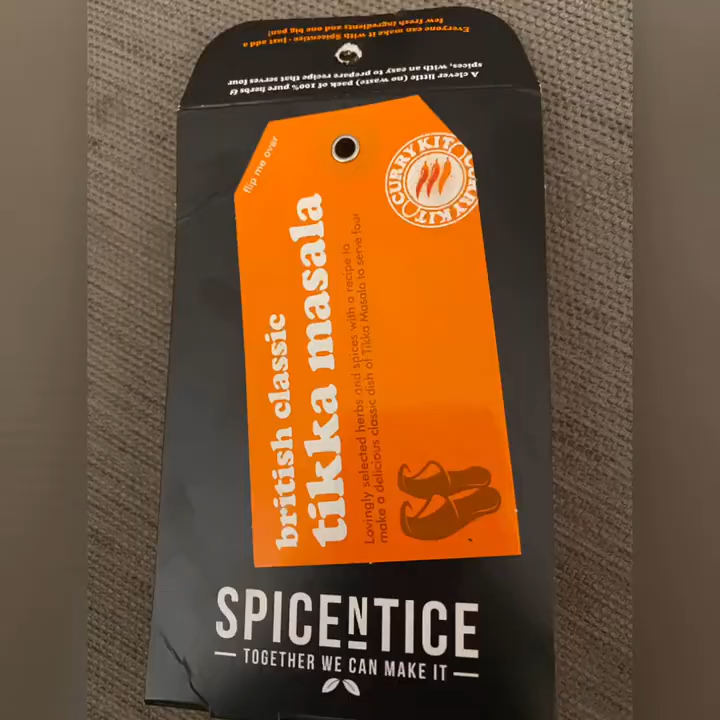 Everyone can make it with Spicentice - just add a
few fresh ingredients and one big pan!
A clever little (no waste) pack of 100% pure herbs &
spices, with an easy to prepare recipe that serves four
flip me over
CURRY KIT CURRY KIT
british classic
tikka masala
Lovingly selected herbs and spices with a recipe to
make a delicious classic dish of Tikka Masala to serve four
SPICENTICE
TOGETHER WE CAN MAKE IT